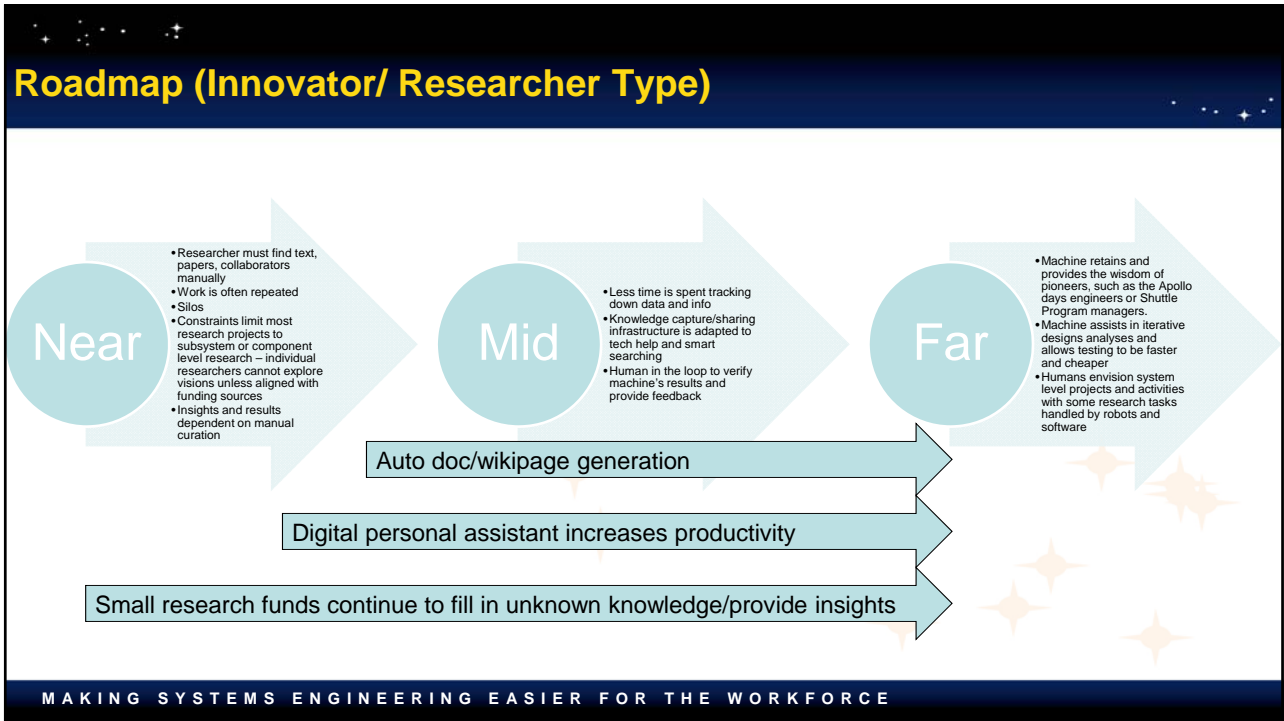 Roadmap (Innovator/ Researcher Type)
Near
•Researcher must find text,
papers, collaborators
manually
•Work is often repeated
•Silos
•Constraints limit most
research projects to
subsystem or component
level research – individual
researchers cannot explore
visions unless aligned with
funding sources
•Insights and results
dependent on manual
curation
Mid
•Less time is spent tracking
down data and info
•Knowledge capture/sharing
infrastructure is adapted to
tech help and smart
searching
•Human in the loop to verify
machine's results and
provide feedback
Far
•Machine retains and
provides the wisdom of
pioneers, such as the Apollo
days engineers or Shuttle
Program managers.
•Machine assists in iterative
designs analyses and
allows testing to be faster
and cheaper
•Humans envision system
level projects and activities
with some research tasks
handled by robots and
software
Auto doc/wikipage generation
Digital personal assistant increases productivity
Small research funds continue to fill in unknown knowledge/provide insights
MAKING SYSTEMS ENGINEERING EASIER FOR THE WORKFORCE